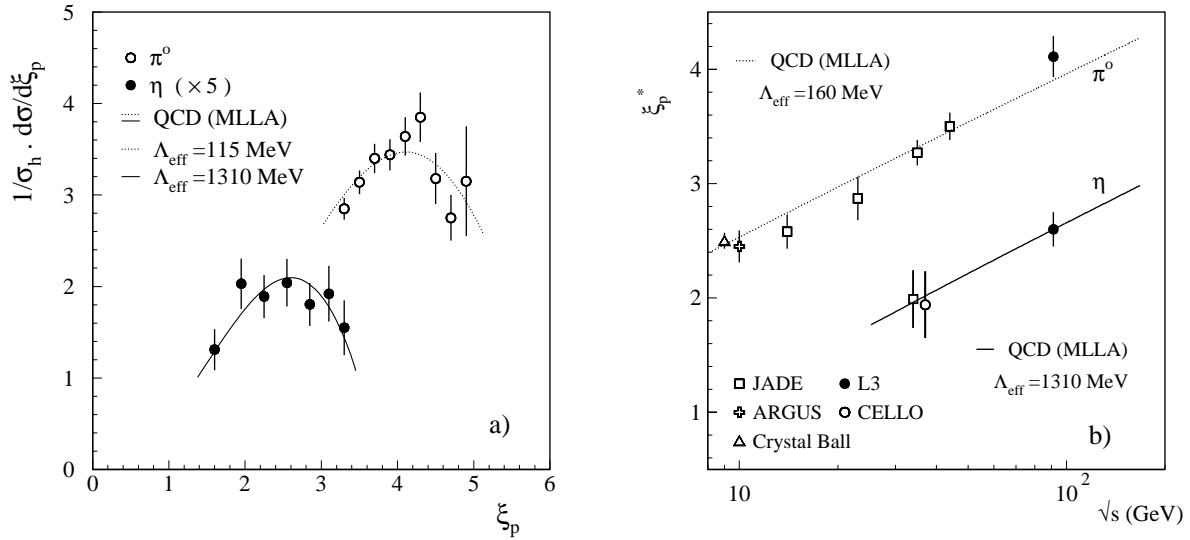 1/σh . dσ/dξp
5
4
3
2
1
0
π⁰
η (× 5)
QCD (MLLA)
Λeff =115 MeV
Λeff =1310 MeV
a)
0 1 2 3 4 5 6
ξp
ξp*
4
3
2
1
QCD (MLLA)
Λeff =160 MeV
π⁰
η
QCD (MLLA)
Λeff =1310 MeV
JADE L3
ARGUS CELLO
Crystal Ball
b)
10 10²
√s (GeV)